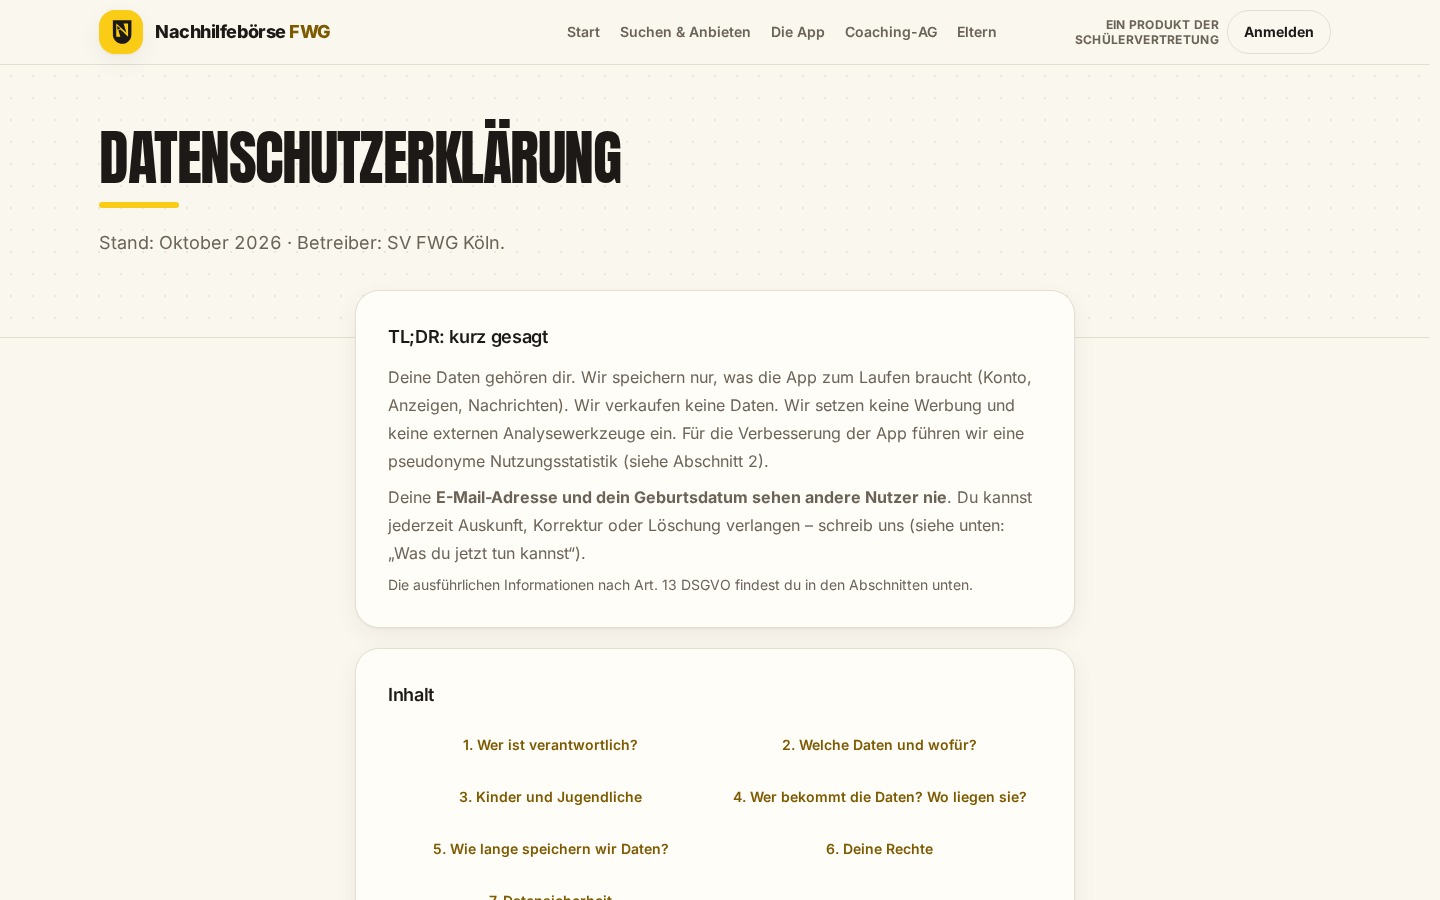 Nachhilfebörse FWG
Start
Suchen & Anbieten
Die App
Coaching-AG
Eltern
EIN PRODUKT DER
SCHÜLERVERTRETUNG
Anmelden
DATENSCHUTZERKLÄRUNG
Stand: Oktober 2026 · Betreiber: SV FWG Köln.
TL;DR: kurz gesagt
Deine Daten gehören dir. Wir speichern nur, was die App zum Laufen braucht (Konto,
Anzeigen, Nachrichten). Wir verkaufen keine Daten. Wir setzen keine Werbung und
keine externen Analysewerkzeuge ein. Für die Verbesserung der App führen wir eine
pseudonyme Nutzungsstatistik (siehe Abschnitt 2).
Deine E-Mail-Adresse und dein Geburtsdatum sehen andere Nutzer nie. Du kannst
jederzeit Auskunft, Korrektur oder Löschung verlangen – schreib uns (siehe unten:
„Was du jetzt tun kannst“).
Die ausführlichen Informationen nach Art. 13 DSGVO findest du in den Abschnitten unten.
Inhalt
1. Wer ist verantwortlich?
2. Welche Daten und wofür?
3. Kinder und Jugendliche
4. Wer bekommt die Daten? Wo liegen sie?
5. Wie lange speichern wir Daten?
6. Deine Rechte
7. Datensicherheit